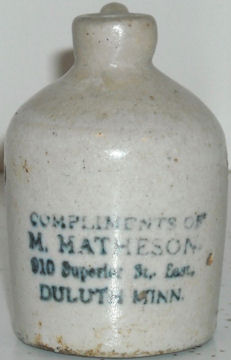 COMPLIMENTS OF
M. MATHESON.
910 Superior St., East,
DULUTH MINN.